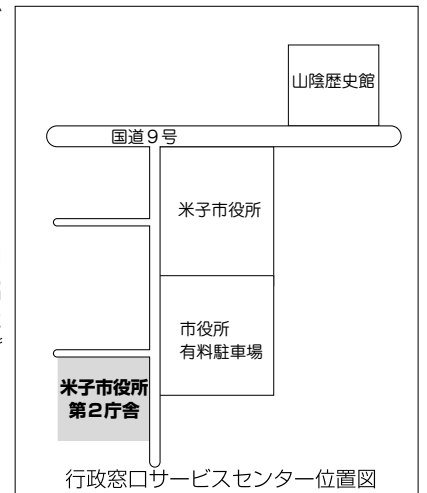 山陰歴史館
国道9号
米子市役所
市役所
有料駐車場
米子市役所
第2庁舎
行政窓口サービスセンター位置図